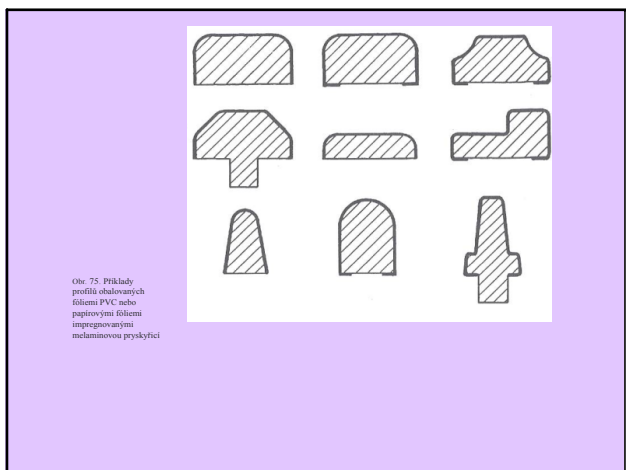 Obr. 75. Příklady
profilů obalovaných
fóliemi PVC nebo
papírovými fóliemi
impregnovanými
melaminovou pryskyřicí